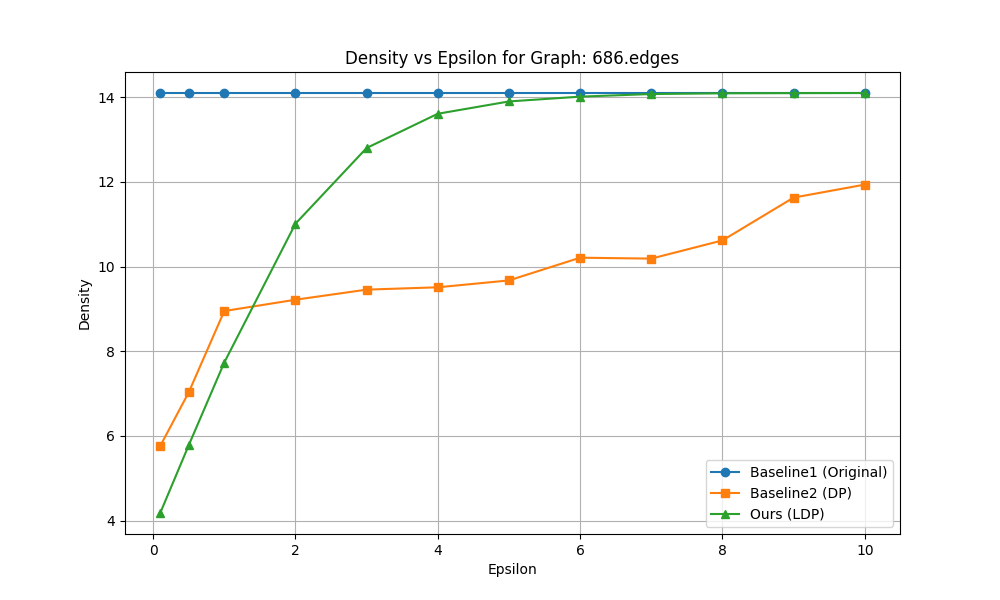 Density vs Epsilon for Graph: 686.edges
Density
14
12
10
8
6
4
0 2 4 6 8 10
Epsilon
Baseline1 (Original)
Baseline2 (DP)
Ours (LDP)